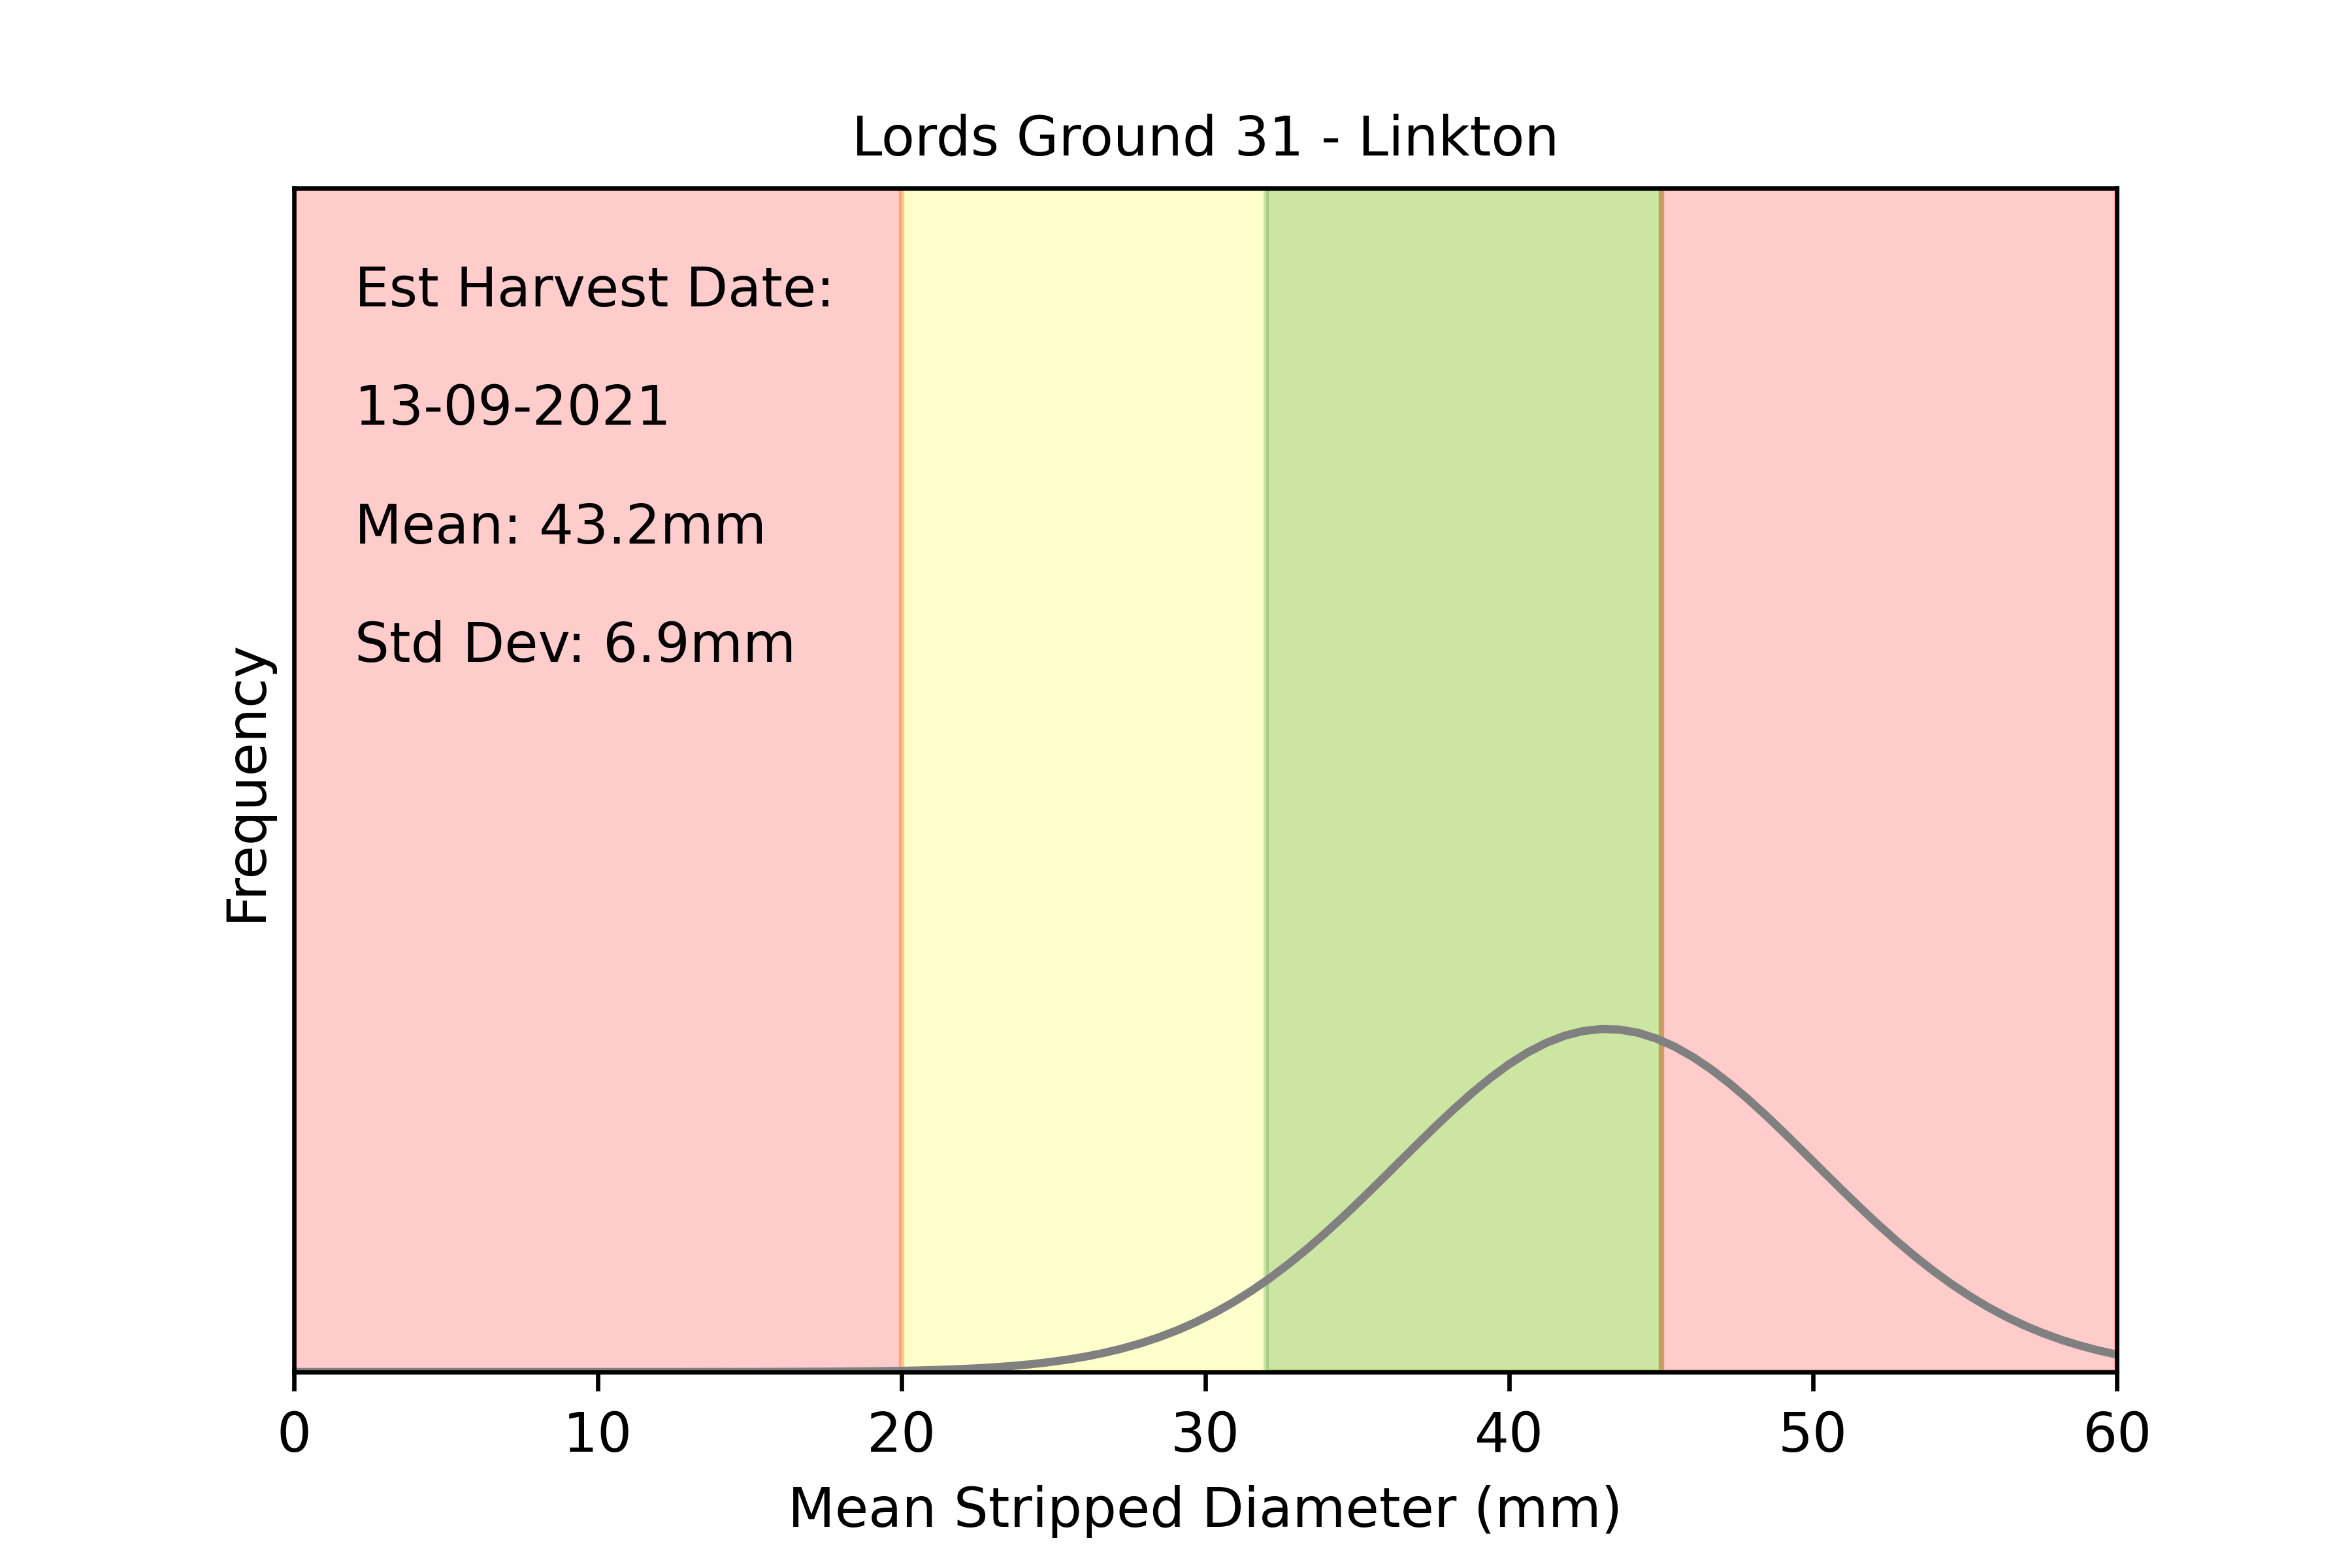 Lords Ground 31 - Linkton
Est Harvest Date:
13-09-2021
Mean: 43.2mm
Std Dev: 6.9mm
Frequency
0 10 20 30 40 50 60
Mean Stripped Diameter (mm)